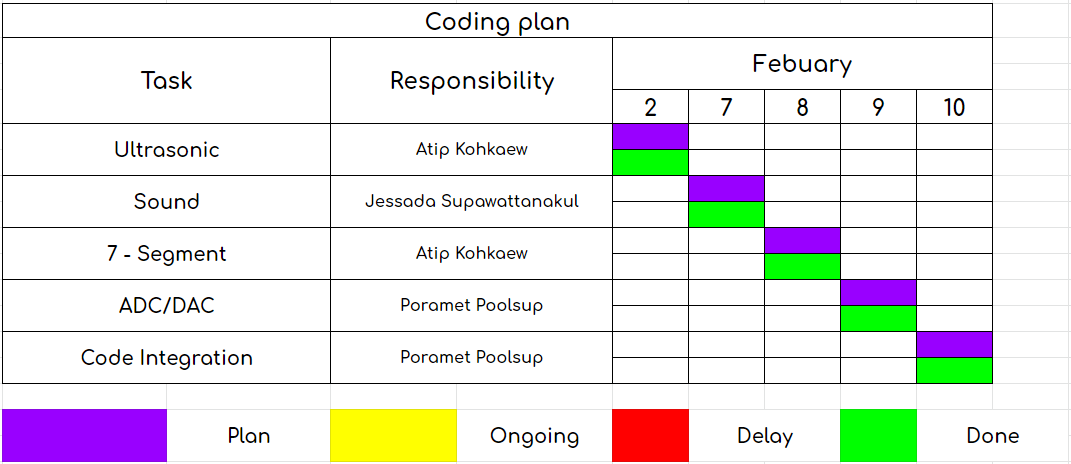 Coding plan
Task Responsibility Febuary
2 7 8 9 10
Ultrasonic Atip Kohkaew
Sound Jessada Supawattanakul
7 - Segment Atip Kohkaew
ADC/DAC Poramet Poolsup
Code Integration Poramet Poolsup
Plan Ongoing Delay Done